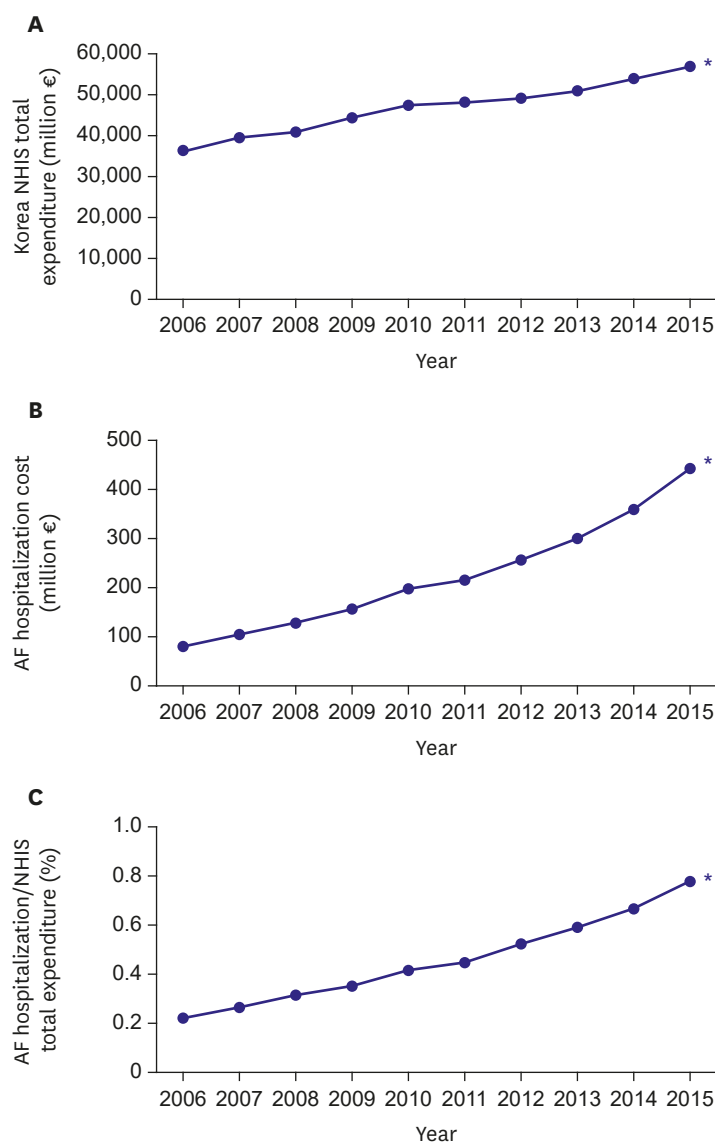 A
Korea NHIS total
expenditure (million €)
60,000
50,000
40,000
30,000
20,000
10,000
0
*
2006 2007 2008 2009 2010 2011 2012 2013 2014 2015
Year
B
AF hospitalization cost
(million €)
500
400
300
200
100
0
*
2006 2007 2008 2009 2010 2011 2012 2013 2014 2015
Year
C
AF hospitalization/NHIS
total expenditure (%)
1.0
0.8
0.6
0.4
0.2
0
*
2006 2007 2008 2009 2010 2011 2012 2013 2014 2015
Year